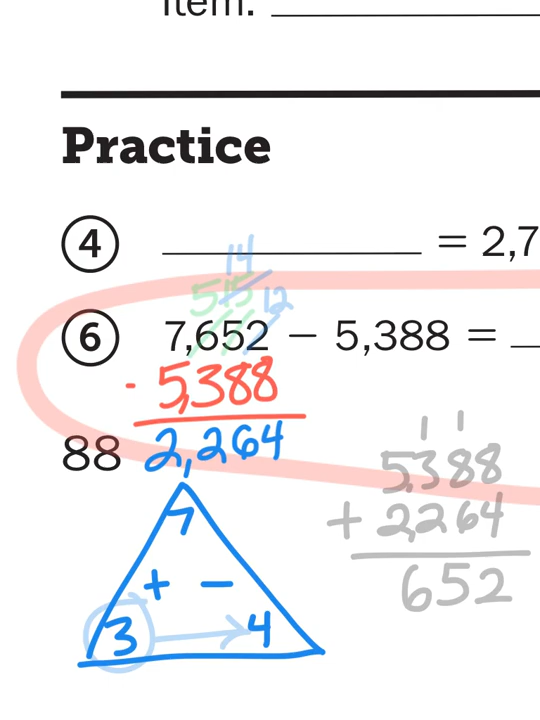 item.
Practice
4 = 2,7
14
5 15 12
6 7,652 − 5,388 =
- 5,388
88 2,264
1 1
5,388
+ 2,264
652
7
+ −
3 4